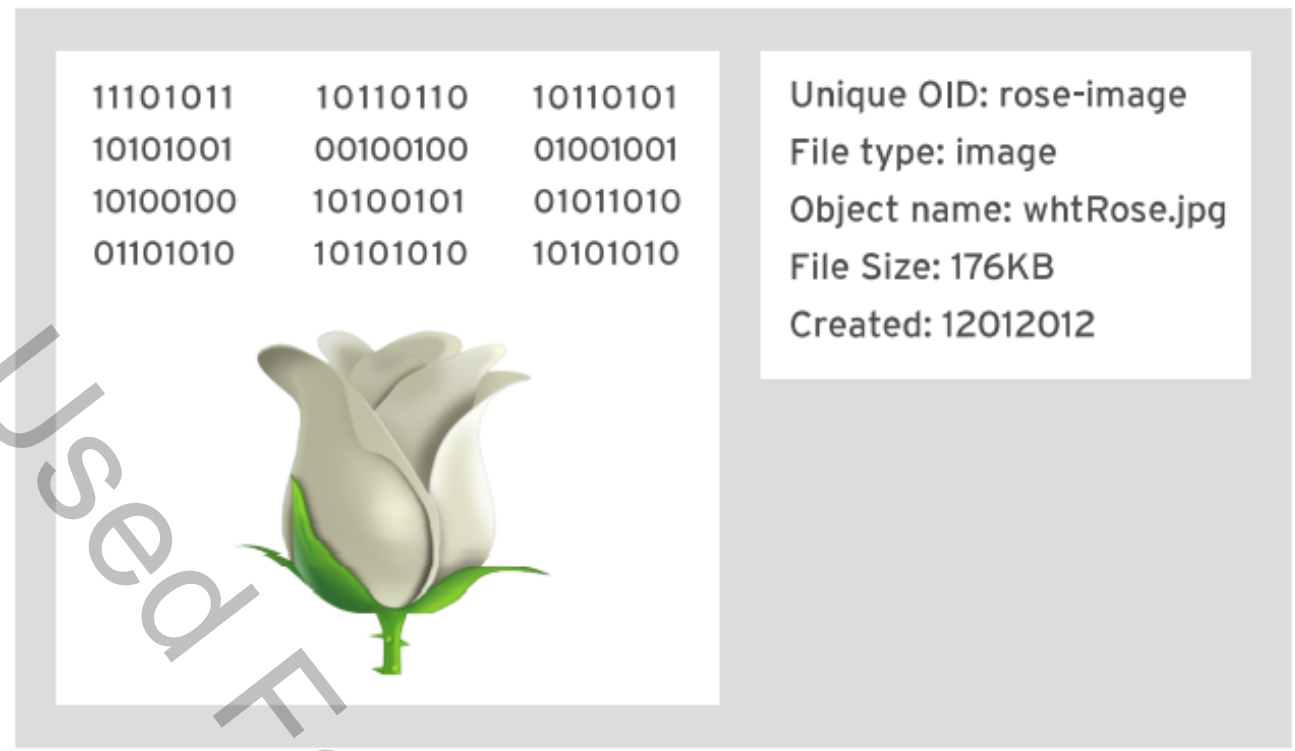 11101011 10110110 10110101
10101001 00100100 01001001
10100100 10100101 01011010
01101010 10101010 10101010
Unique OID: rose-image
File type: image
Object name: whtRose.jpg
File Size: 176KB
Created: 12012012
Used